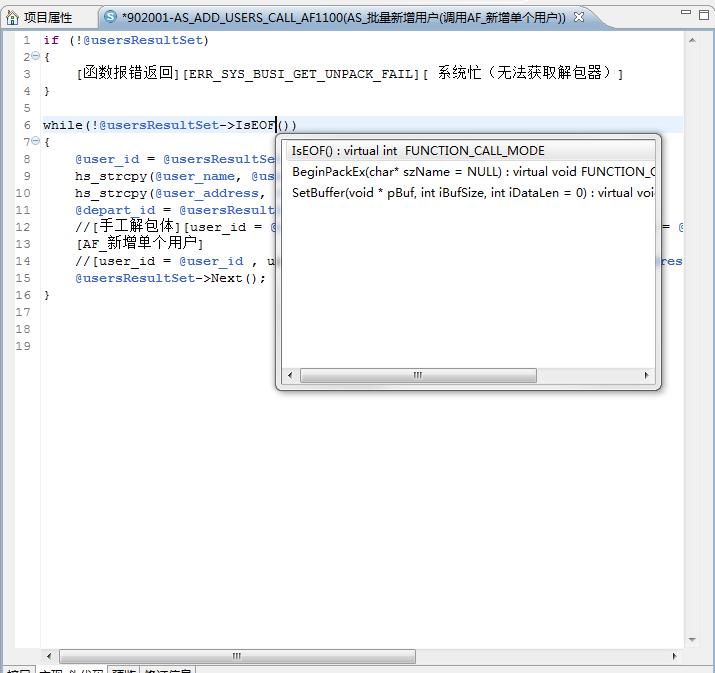 项目属性
*902001-AS_ADD_USERS_CALL_AF1100(AS_批量新增用户(调用AF_新增单个用户))
1 if (!@usersResultSet)
2 {
3 [函数报错返回][ERR_SYS_BUSI_GET_UNPACK_FAIL][ 系统忙（无法获取解包器）]
4 }
5
6 while(!@usersResultSet->IsEOF())
7 {
8 @user_id = @usersResultSe
9 hs_strcpy(@user_name, @us
10 hs_strcpy(@user_address,
11 @depart_id = @usersResult
12 //[手工解包体][user_id = @ = @
13 [AF_新增单个用户]
14 //[user_id = @user_id , u res
15 @usersResultSet->Next();
16 }
17
18
19
IsEOF() : virtual int FUNCTION_CALL_MODE
BeginPackEx(char* szName = NULL) : virtual void FUNCTION_C
SetBuffer(void * pBuf, int iBufSize, int iDataLen = 0) : virtual voi